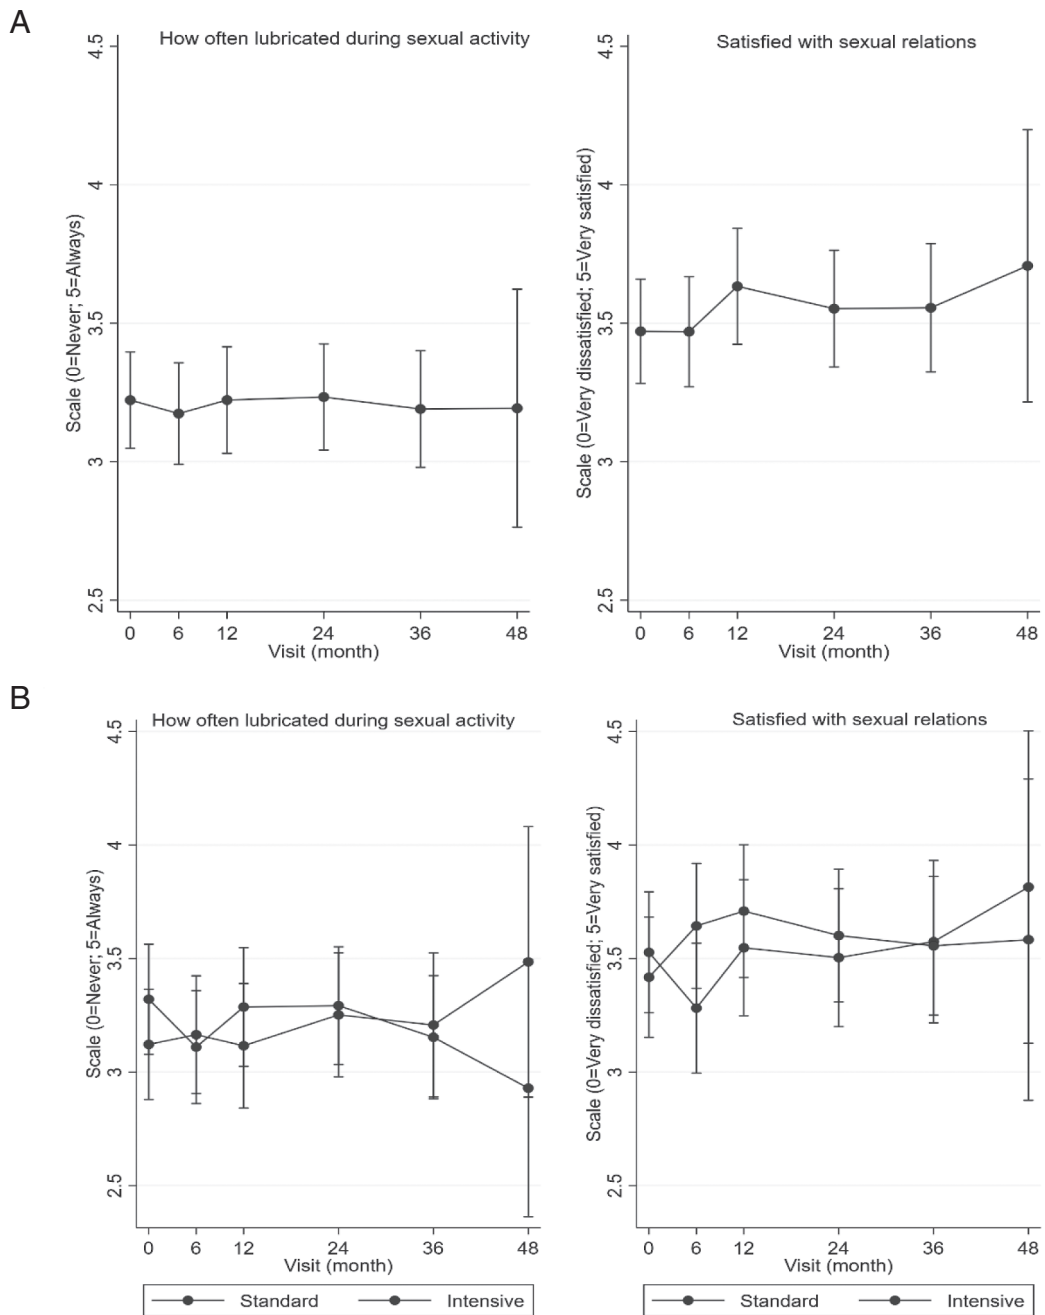 A
How often lubricated during sexual activity
Scale (0=Never; 5=Always)
4.5
4
3.5
3
2.5
0 6 12 24 36 48
Visit (month)
Satisfied with sexual relations
Scale (0=Very dissatisfied; 5=Very satisfied)
4.5
4
3.5
3
2.5
0 6 12 24 36 48
Visit (month)
B
How often lubricated during sexual activity
Scale (0=Never; 5=Always)
4.5
4
3.5
3
2.5
0 6 12 24 36 48
Visit (month)
Standard Intensive
Satisfied with sexual relations
Scale (0=Very dissatisfied; 5=Very satisfied)
4.5
4
3.5
3
2.5
0 6 12 24 36 48
Visit (month)
Standard Intensive